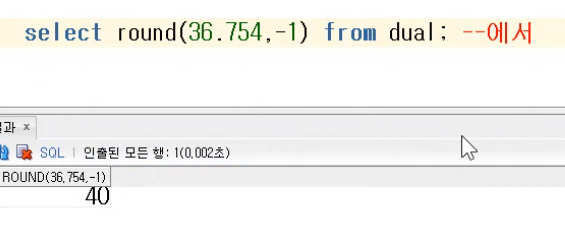 select round(36.754,-1) from dual; --에서
과 ×
SQL | 인출된 모든 행: 1(0.002초)
ROUND(36,754,-1)
40